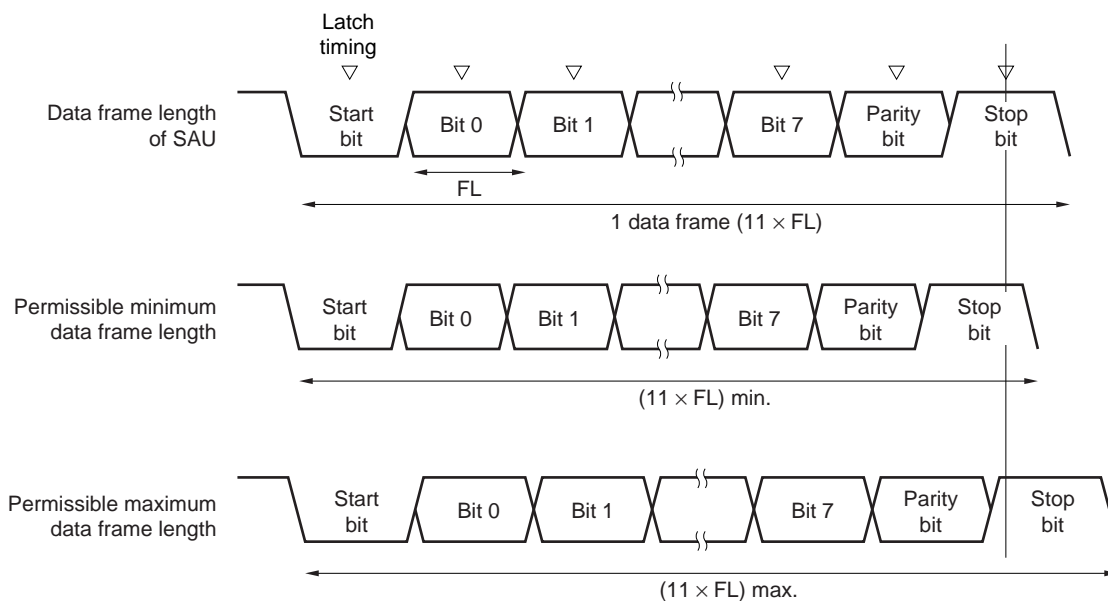 Latch
timing
Data frame length
of SAU
Start
bit
Bit 0
Bit 1
Bit 7
Parity
bit
Stop
bit
FL
1 data frame (11 × FL)
Permissible minimum
data frame length
Start
bit
Bit 0
Bit 1
Bit 7
Parity
bit
Stop
bit
(11 × FL) min.
Permissible maximum
data frame length
Start
bit
Bit 0
Bit 1
Bit 7
Parity
bit
Stop
bit
(11 × FL) max.